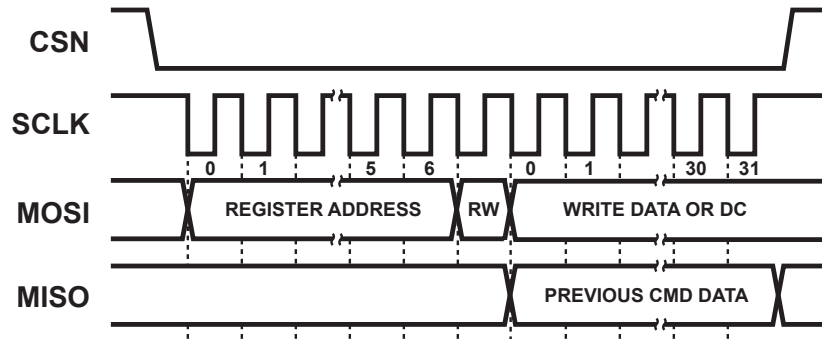 CSN
SCLK
0 1 5 6 0 1 30 31
MOSI REGISTER ADDRESS RW WRITE DATA OR DC
MISO PREVIOUS CMD DATA